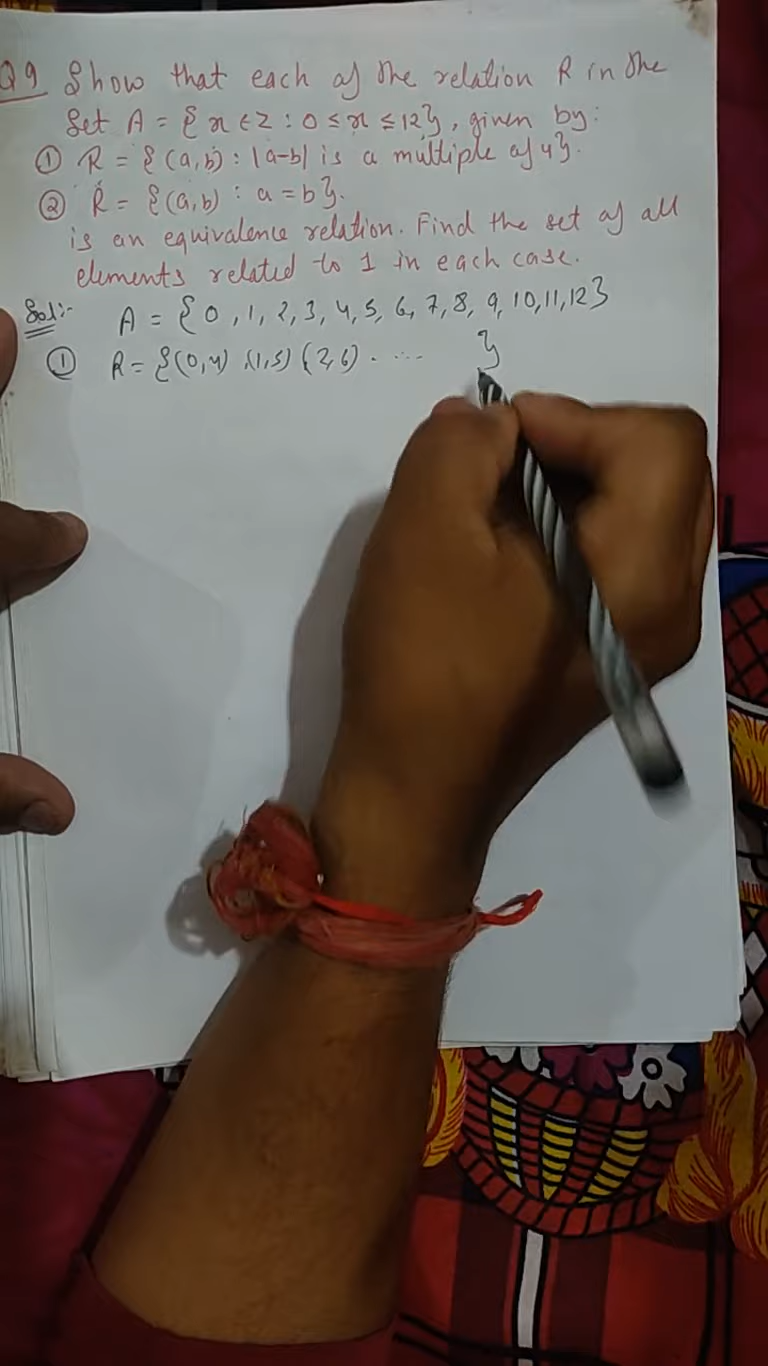 Q9 Show that each of the relation R in the
Set A = { x ∈ Z : 0 ≤ x ≤ 12}, given by:
① R = {(a,b) : |a-b| is a multiple of 4}.
② R = {(a,b) : a = b}.
is an equivalence relation. Find the set of all
elements related to 1 in each case.
Sol:- A = { 0, 1, 2, 3, 4, 5, 6, 7, 8, 9, 10, 11, 12 }
① R = {(0,4) (1,5) (2,6) ..... }